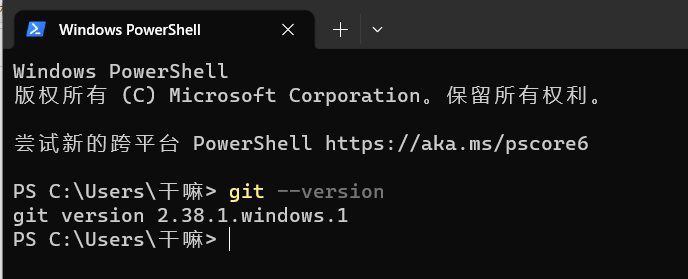 Windows PowerShell
Windows PowerShell
版权所有 (C) Microsoft Corporation。保留所有权利。
尝试新的跨平台 PowerShell https://aka.ms/pscore6
PS C:\Users\干嘛> git --version
git version 2.38.1.windows.1
PS C:\Users\干嘛>